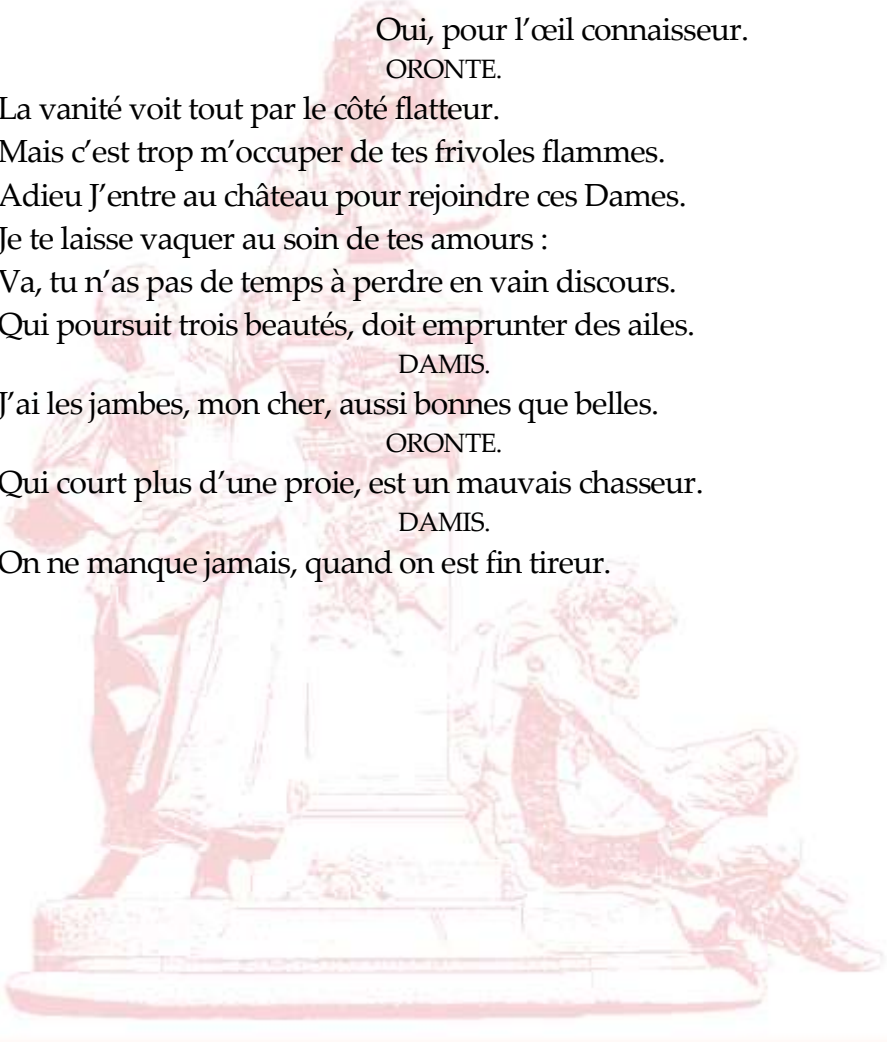 Oui, pour l’œil connaisseur.
ORONTE.
La vanité voit tout par le côté flatteur.
Mais c’est trop m’occuper de tes frivoles flammes.
Adieu J’entre au château pour rejoindre ces Dames.
Je te laisse vaquer au soin de tes amours :
Va, tu n’as pas de temps à perdre en vain discours.
Qui poursuit trois beautés, doit emprunter des ailes.
DAMIS.
J’ai les jambes, mon cher, aussi bonnes que belles.
ORONTE.
Qui court plus d’une proie, est un mauvais chasseur.
DAMIS.
On ne manque jamais, quand on est fin tireur.